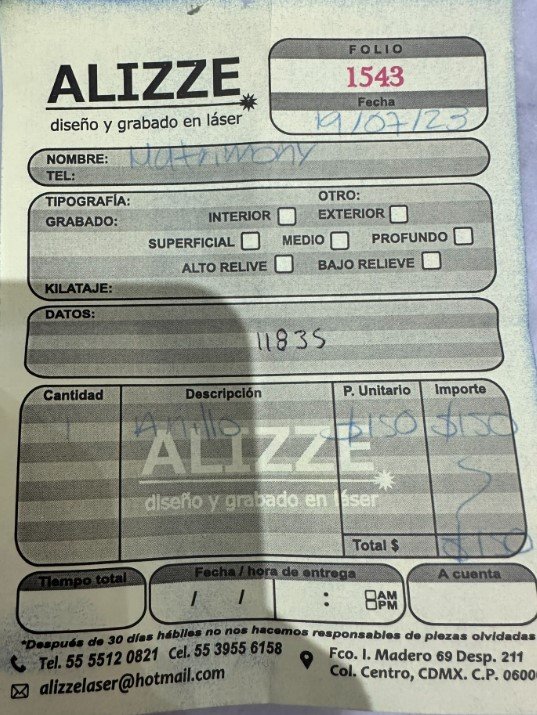 ALIZZE
diseño y grabado en láser
FOLIO
1543
Fecha
19/07/23
NOMBRE: Matrimony
TEL:
TIPOGRAFÍA: OTRO:
GRABADO: INTERIOR EXTERIOR
SUPERFICIAL MEDIO PROFUNDO
ALTO RELIVE BAJO RELIEVE
KILATAJE:
DATOS:
11835
Cantidad Descripción P. Unitario Importe
1 Anillo $150 $150
ALIZZE
diseño y grabado en láser
Total $ $150
Tiempo total Fecha / hora de entrega A cuenta
/ / : AM
PM
*Después de 30 días hábiles no nos hacemos responsables de piezas olvidadas
Tel. 55 5512 0821 Cel. 55 3955 6158
alizzelaser@hotmail.com
Fco. I. Madero 69 Desp. 211
Col. Centro, CDMX. C.P. 0600